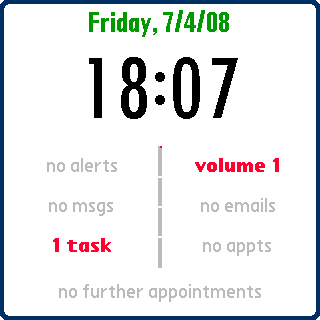 Friday, 7/4/08
18:07
no alerts volume 1
no msgs no emails
1 task no appts
no further appointments